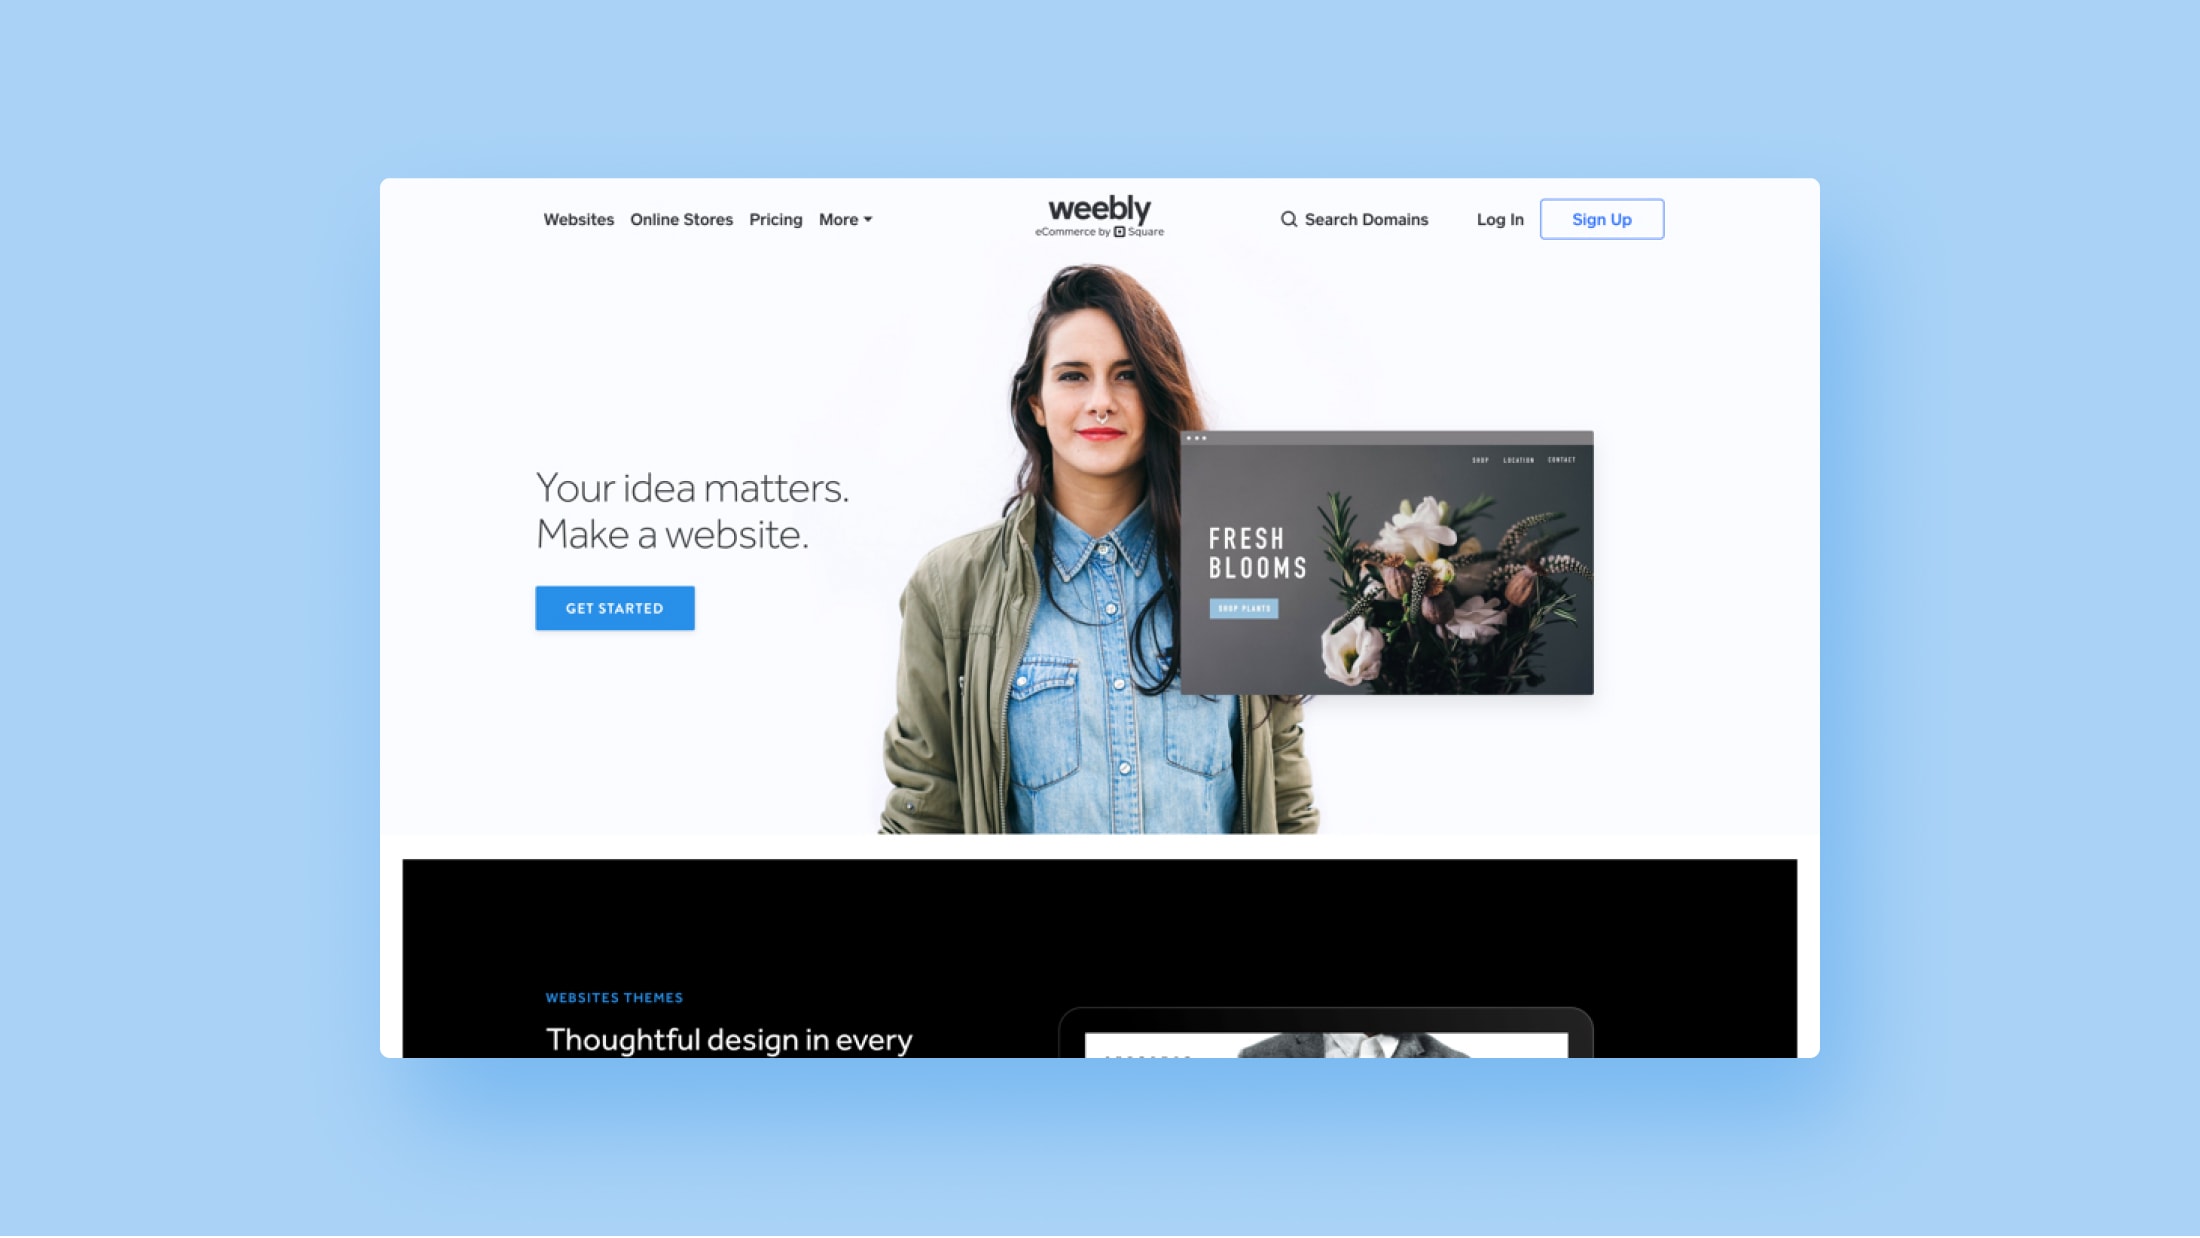 Websites Online Stores Pricing More
weebly
eCommerce by Square
Search Domains Log In Sign Up
Your idea matters.
Make a website.
GET STARTED
SHOP LOCATION CONTACT
FRESH
BLOOMS
SHOP PLANTS
WEBSITES THEMES
Thoughtful design in every